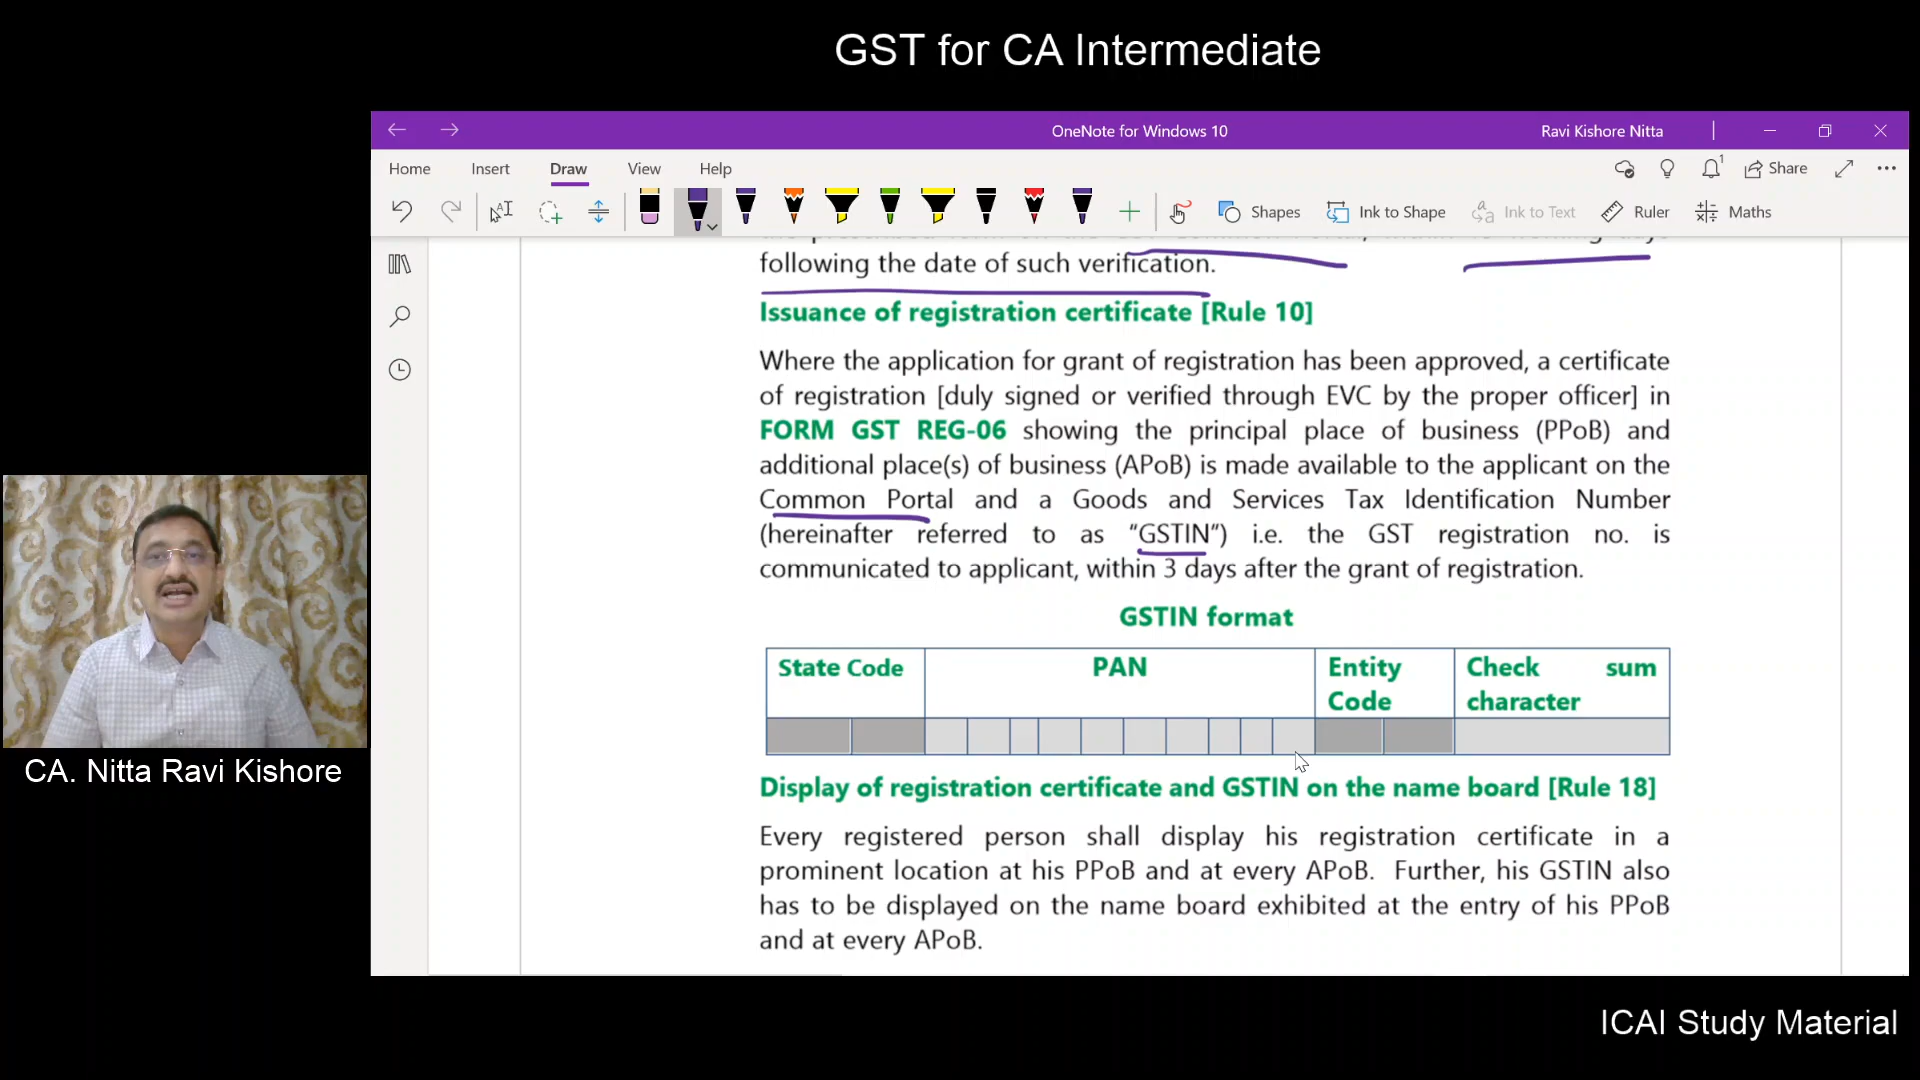 GST for CA Intermediate
OneNote for Windows 10
Ravi Kishore Nitta
Home Insert Draw View Help
Share
Shapes Ink to Shape Ink to Text Ruler Maths
following the date of such verification.
Issuance of registration certificate [Rule 10]
Where the application for grant of registration has been approved, a certificate
of registration [duly signed or verified through EVC by the proper officer] in
FORM GST REG-06 showing the principal place of business (PPoB) and
additional place(s) of business (APoB) is made available to the applicant on the
Common Portal and a Goods and Services Tax Identification Number
(hereinafter referred to as “GSTIN”) i.e. the GST registration no. is
communicated to applicant, within 3 days after the grant of registration.
GSTIN format
State Code PAN Entity Code Check sum character
Display of registration certificate and GSTIN on the name board [Rule 18]
Every registered person shall display his registration certificate in a
prominent location at his PPoB and at every APoB. Further, his GSTIN also
has to be displayed on the name board exhibited at the entry of his PPoB
and at every APoB.
CA. Nitta Ravi Kishore
ICAI Study Material